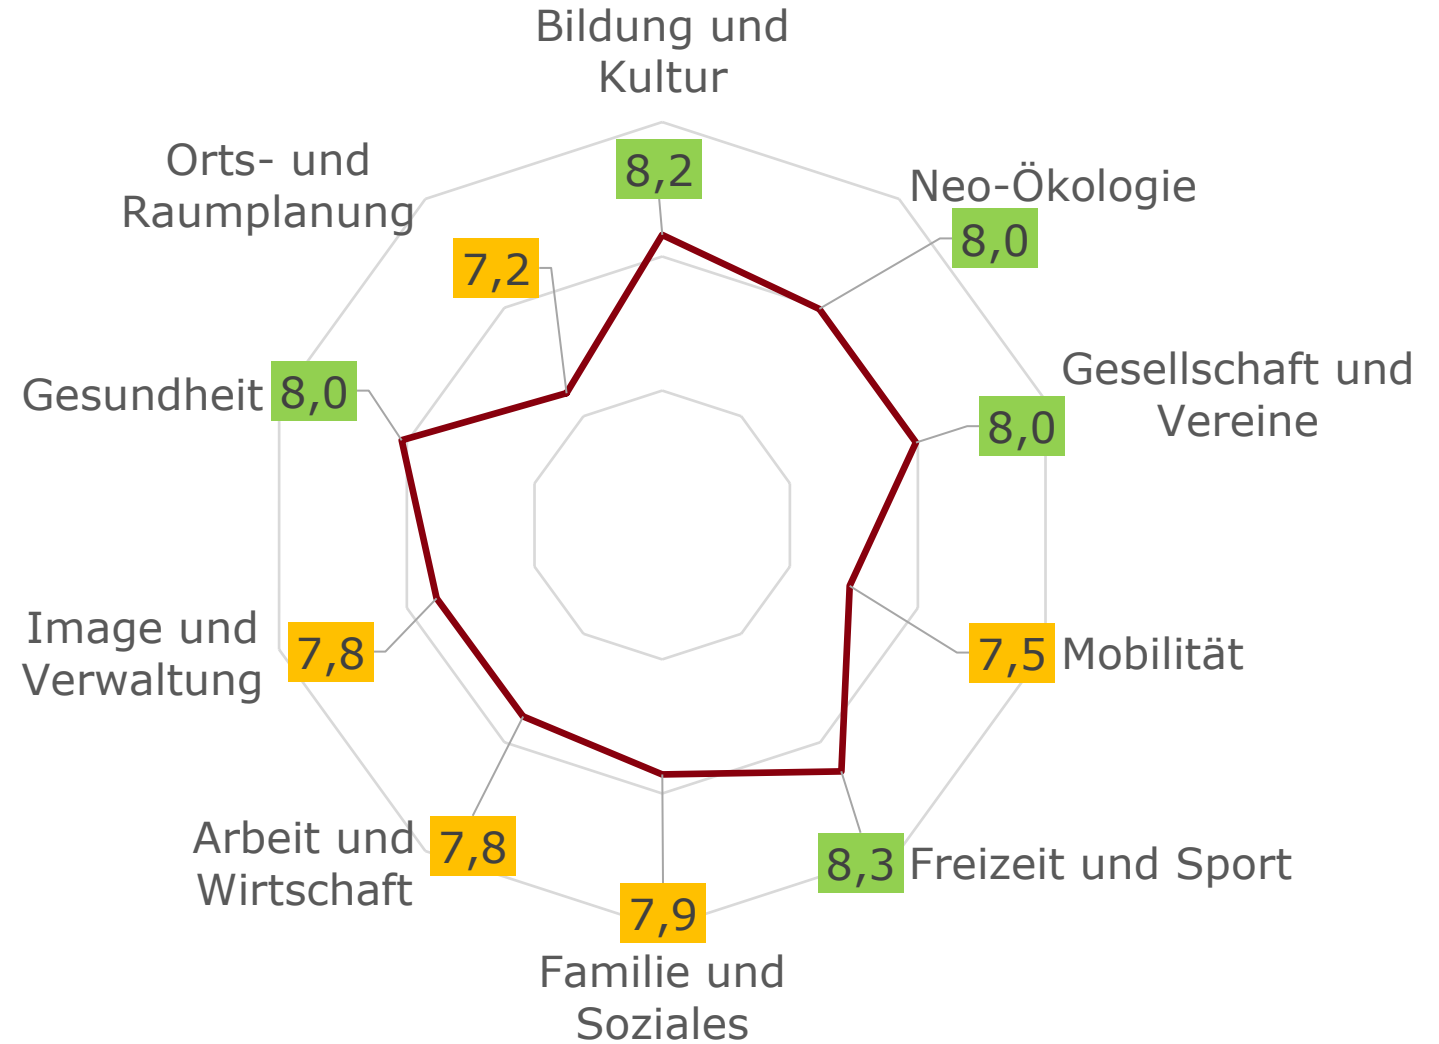 Bildung und
Kultur
8,2
Neo-Ökologie
8,0
Gesellschaft und
Vereine
8,0
Mobilität
7,5
Freizeit und Sport
8,3
Familie und
Soziales
7,9
Arbeit und
Wirtschaft
7,8
Image und
Verwaltung
7,8
Gesundheit
8,0
Orts- und
Raumplanung
7,2